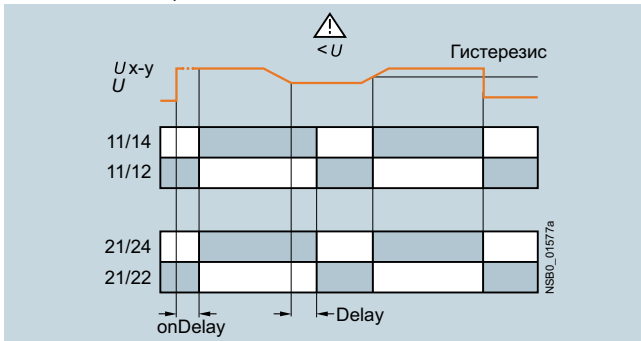 < U
Гистерезис
U x-y
U
11/14
11/12
21/24
21/22
NSB0_01577a
onDelay
Delay